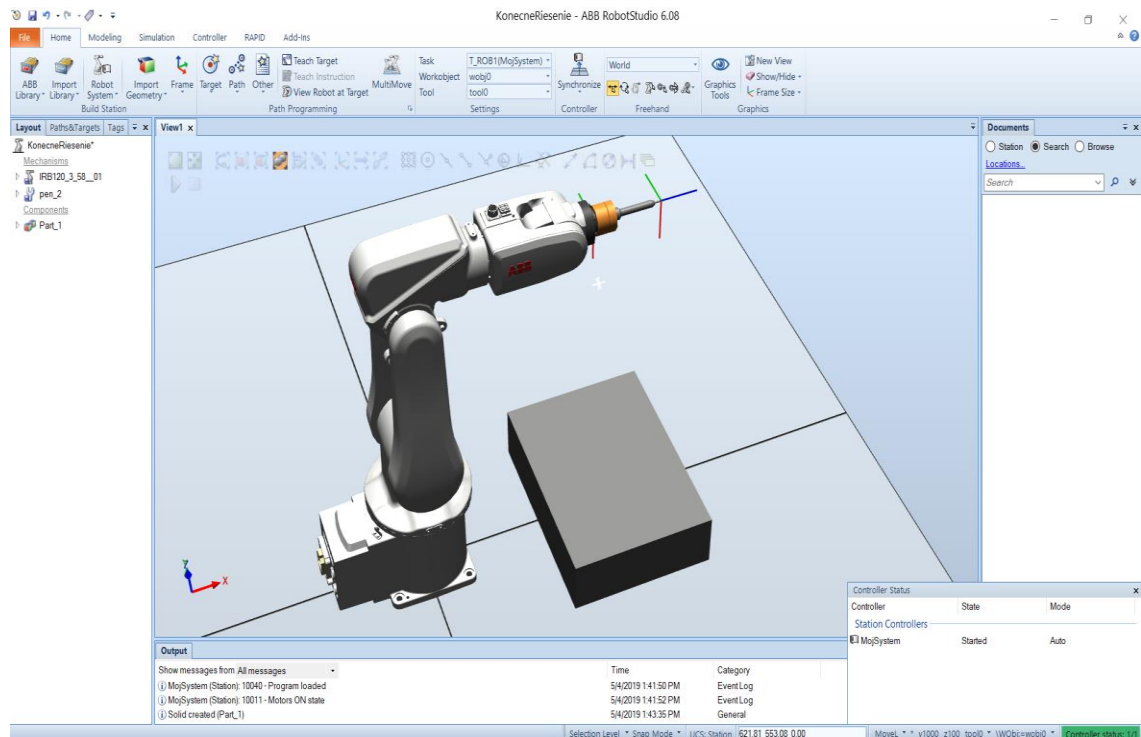 KonecneRiesenie - ABB RobotStudio 6.08
File Home Modeling Simulation Controller RAPID Add-Ins
ABB Library Import Library Robot System Import Geometry Frame Target Path Other
Teach Target
Teach Instruction
View Robot at Target
MultiMove
Task T_ROB1(MojSystem)
Workobject wobj0
Tool tool0
Synchronize
World
Graphics Tools
New View
Show/Hide
Frame Size
Build Station Path Programming Settings Controller Freehand Graphics
Layout Paths&Targets Tags
KonecneRiesenie*
Mechanisms
IRB120_3_58__01
pen_2
Components
Part_1
View1
ABB
X
Documents
Station Search Browse
Locations...
Search
Controller Status
Controller State Mode
Station Controllers
MojSystem Started Auto
Output
Show messages from All messages Time Category
MojSystem (Station): 10040 - Program loaded 5/4/2019 1:41:50 PM Event Log
MojSystem (Station): 10011 - Motors ON state 5/4/2019 1:41:52 PM Event Log
Solid created (Part_1) 5/4/2019 1:43:35 PM General
Selection Level Snap Mode UCS: Station 621.81 553.08 0.00 MoveL * * v1000 z100 tool0 * \WObj:=wobj0 Controller status: 1/1